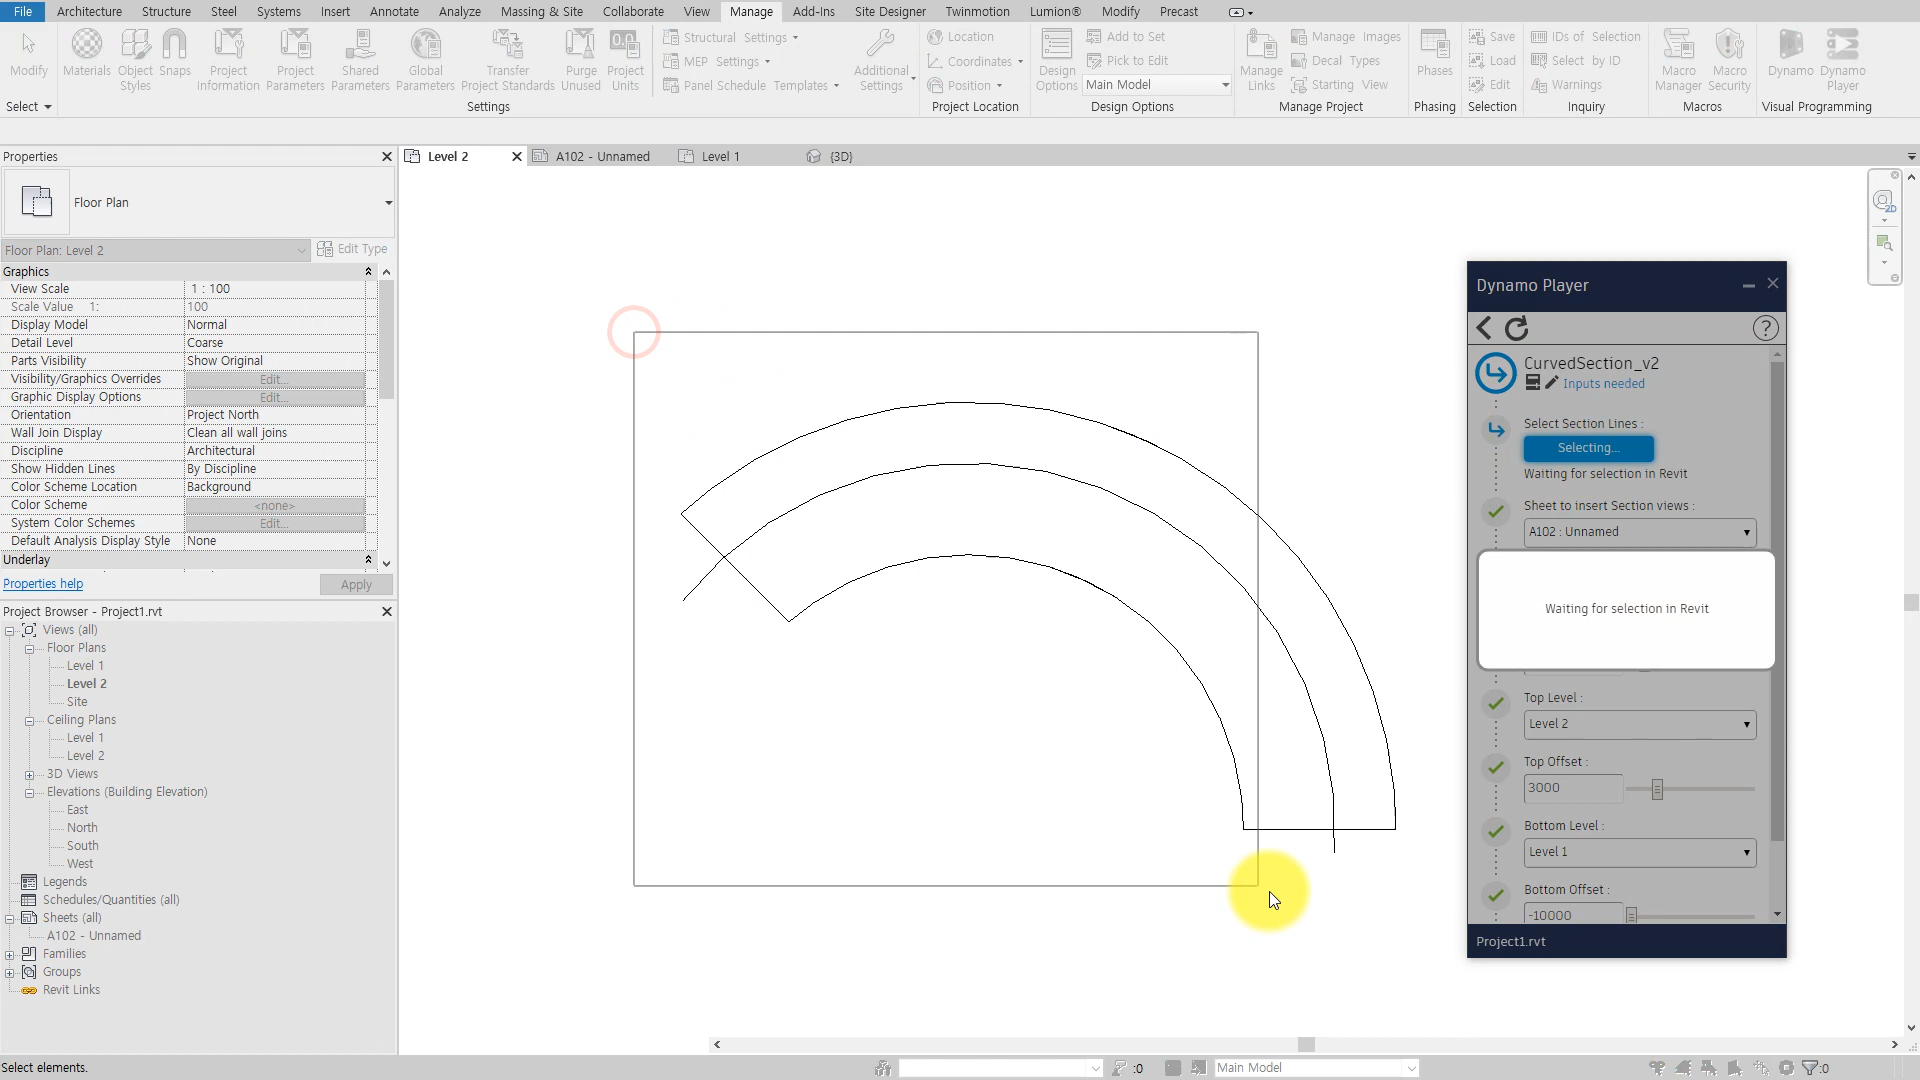 File Architecture Structure Steel Systems Insert Annotate Analyze Massing & Site Collaborate View Manage Add-Ins Site Designer Twinmotion Lumion® Modify Precast
Modify
Materials
Object Styles
Snaps
Project Information
Project Parameters
Shared Parameters
Global Parameters
Transfer Project Standards
Purge Unused
Project Units
Structural Settings
MEP Settings
Panel Schedule Templates
Additional Settings
Location
Coordinates
Position
Design Options
Add to Set
Pick to Edit
Main Model
Manage Links
Manage Images
Decal Types
Starting View
Phases
Save
Load
Edit
IDs of Selection
Select by ID
Warnings
Macro Manager
Macro Security
Dynamo
Dynamo Player
Select
Settings
Project Location
Design Options
Manage Project
Phasing
Selection
Inquiry
Macros
Visual Programming
Properties
Level 2
A102 - Unnamed
Level 1
{3D}
Floor Plan
Floor Plan: Level 2
Edit Type
Graphics
View Scale 1 : 100
Scale Value 1: 100
Display Model Normal
Detail Level Coarse
Parts Visibility Show Original
Visibility/Graphics Overrides Edit...
Graphic Display Options Edit...
Orientation Project North
Wall Join Display Clean all wall joins
Discipline Architectural
Show Hidden Lines By Discipline
Color Scheme Location Background
Color Scheme <none>
System Color Schemes Edit...
Default Analysis Display Style None
Underlay
Properties help
Apply
Project Browser - Project1.rvt
Views (all)
Floor Plans
Level 1
Level 2
Site
Ceiling Plans
Level 1
Level 2
3D Views
Elevations (Building Elevation)
East
North
South
West
Legends
Schedules/Quantities (all)
Sheets (all)
A102 - Unnamed
Families
Groups
Revit Links
2D
Dynamo Player
?
CurvedSection_v2
Inputs needed
Select Section Lines :
Selecting...
Waiting for selection in Revit
Sheet to insert Section views :
A102 : Unnamed
Waiting for selection in Revit
Top Level :
Level 2
Top Offset :
3000
Bottom Level :
Level 1
Bottom Offset :
-10000
Project1.rvt
Select elements.
:0
Main Model
:0